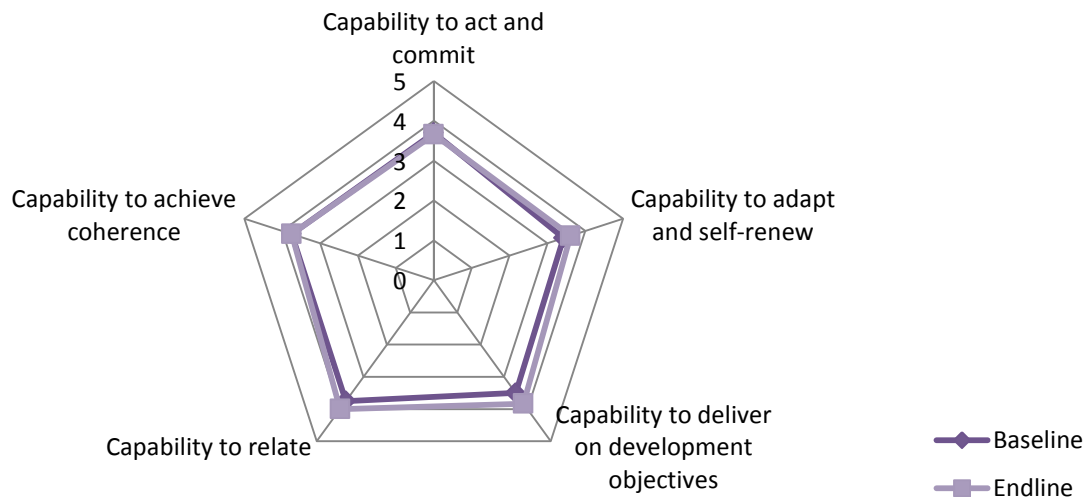 Capability to act and
commit
5
4
3
2
1
0
Capability to achieve
coherence
Capability to adapt
and self-renew
Capability to relate
Capability to deliver
on development
objectives
Baseline
Endline